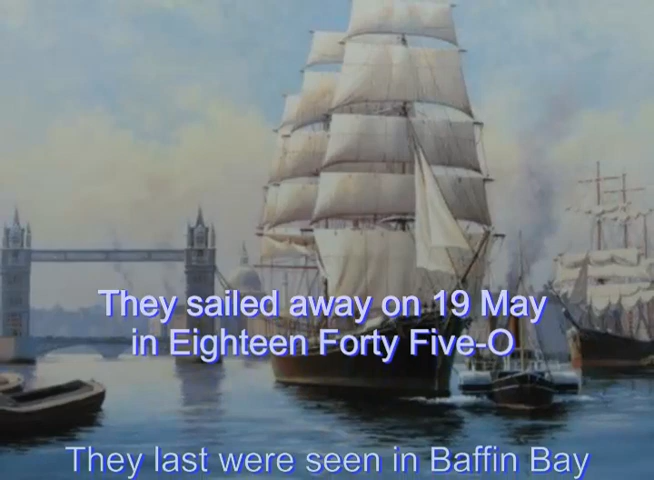 They sailed away on 19 May
in Eighteen Forty Five-O
They last were seen in Baffin Bay